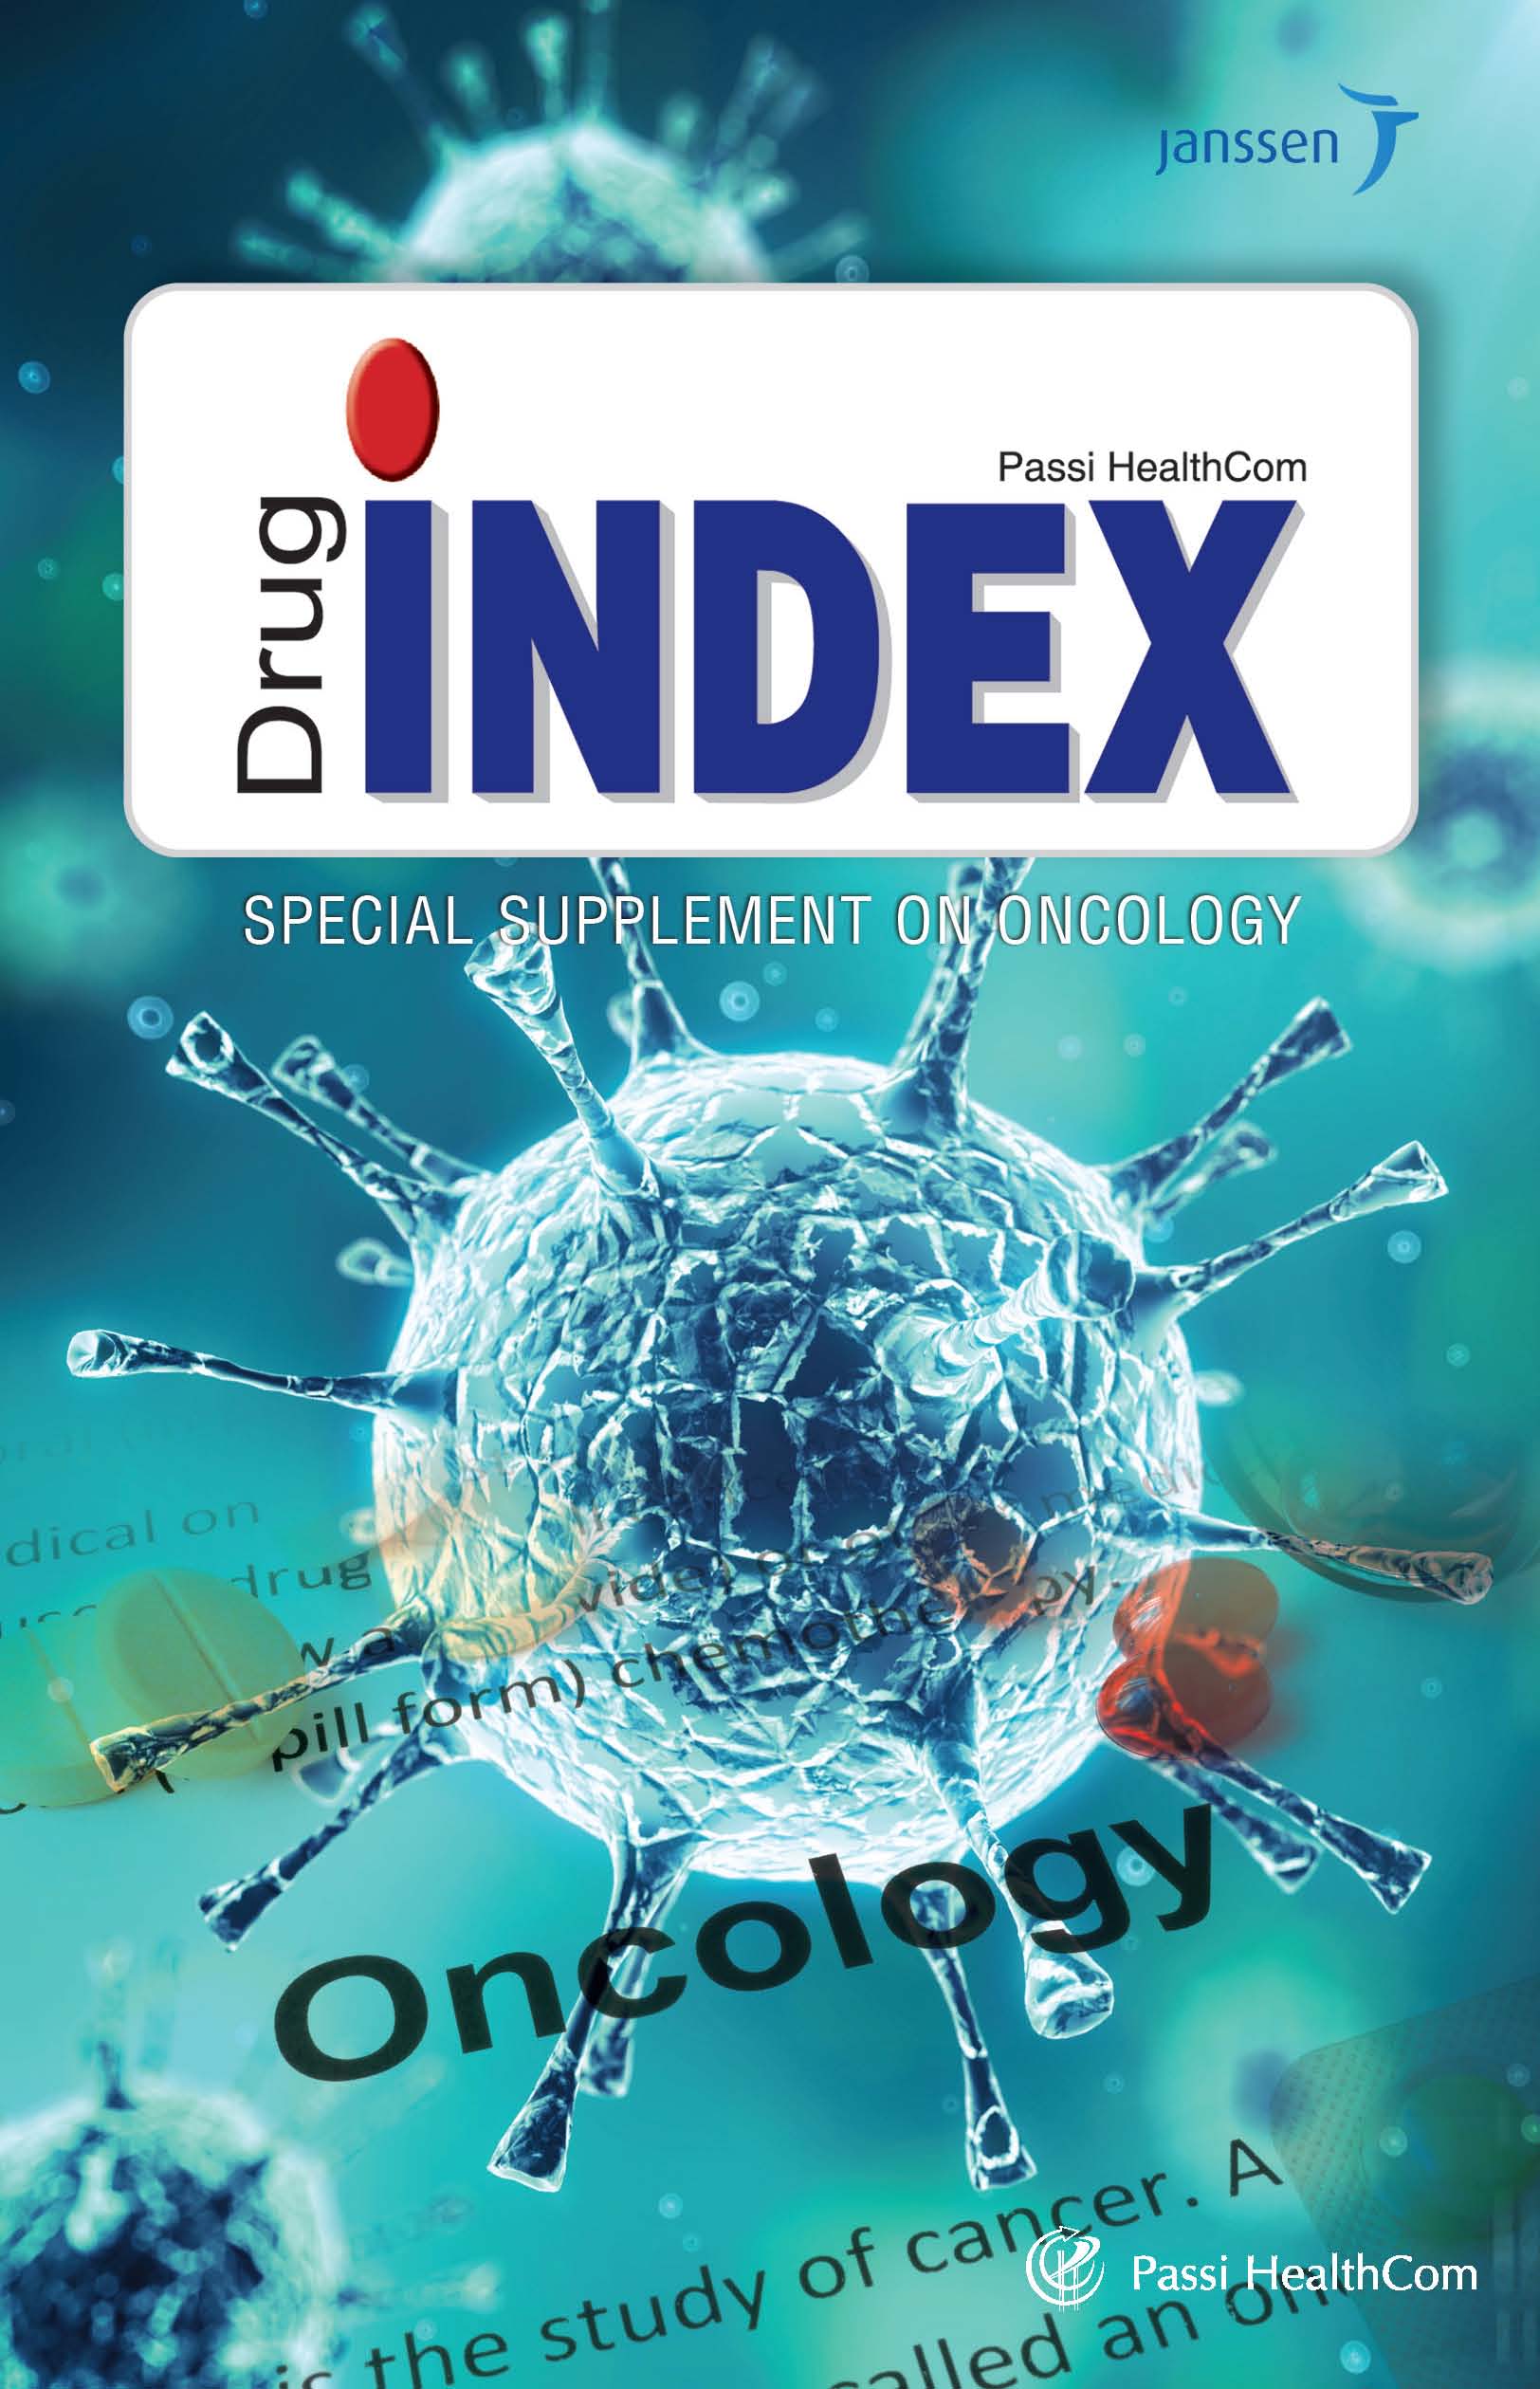 janssen
Passi HealthCom
Drug
INDEX
SPECIAL SUPPLEMENT ON ONCOLOGY
dical on
drug
pill form) chemotherapy.
Oncology
is the study of cancer. A
called an on
Passi HealthCom